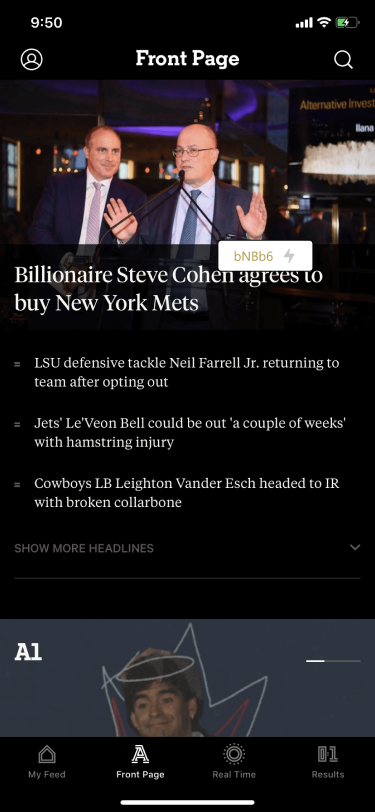 9:50
Front Page
Alternative Invest
Ilana
bNBb6
Billionaire Steve Cohen agrees to
buy New York Mets
LSU defensive tackle Neil Farrell Jr. returning to
team after opting out
Jets' Le'Veon Bell could be out 'a couple of weeks'
with hamstring injury
Cowboys LB Leighton Vander Esch headed to IR
with broken collarbone
SHOW MORE HEADLINES
A1
My Feed
Front Page
Real Time
Results